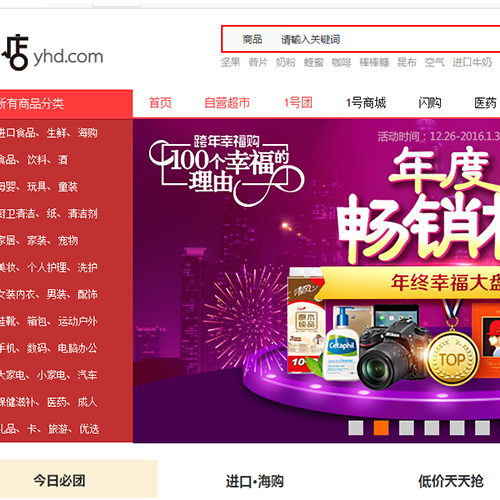 店 yhd.com
商品 请输入关键词
坚果 薯片 奶粉 蜂蜜 咖啡 棒棒糖 昆布 空气 进口牛奶
所有商品分类
首页 自营超市 1号团 1号商城 闪购 医药
进口食品、生鲜、海购
食品、饮料、酒
母婴、玩具、童装
厨卫清洁、纸、清洁剂
家居、家装、宠物
美妆、个人护理、洗护
女装内衣、男装、配饰
鞋靴、箱包、运动户外
手机、数码、电脑办公
大家电、小家电、汽车
保健滋补、医药、成人
礼品、卡、旅游、优选
活动时间：12.26-2016.1.3
跨年幸福购
100个幸福的
理由
年度
畅销
年终幸福大盘
清风
原木
纯品
Cetaphil
TOP
今日必团
进口·海购
低价天天抢